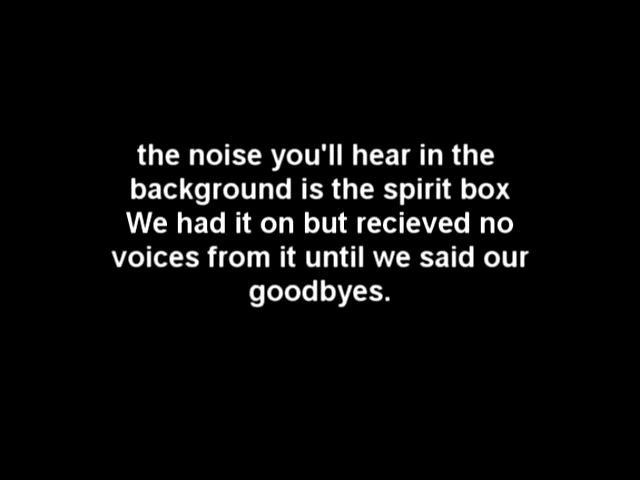 the noise you'll hear in the
background is the spirit box
We had it on but recieved no
voices from it until we said our
goodbyes.